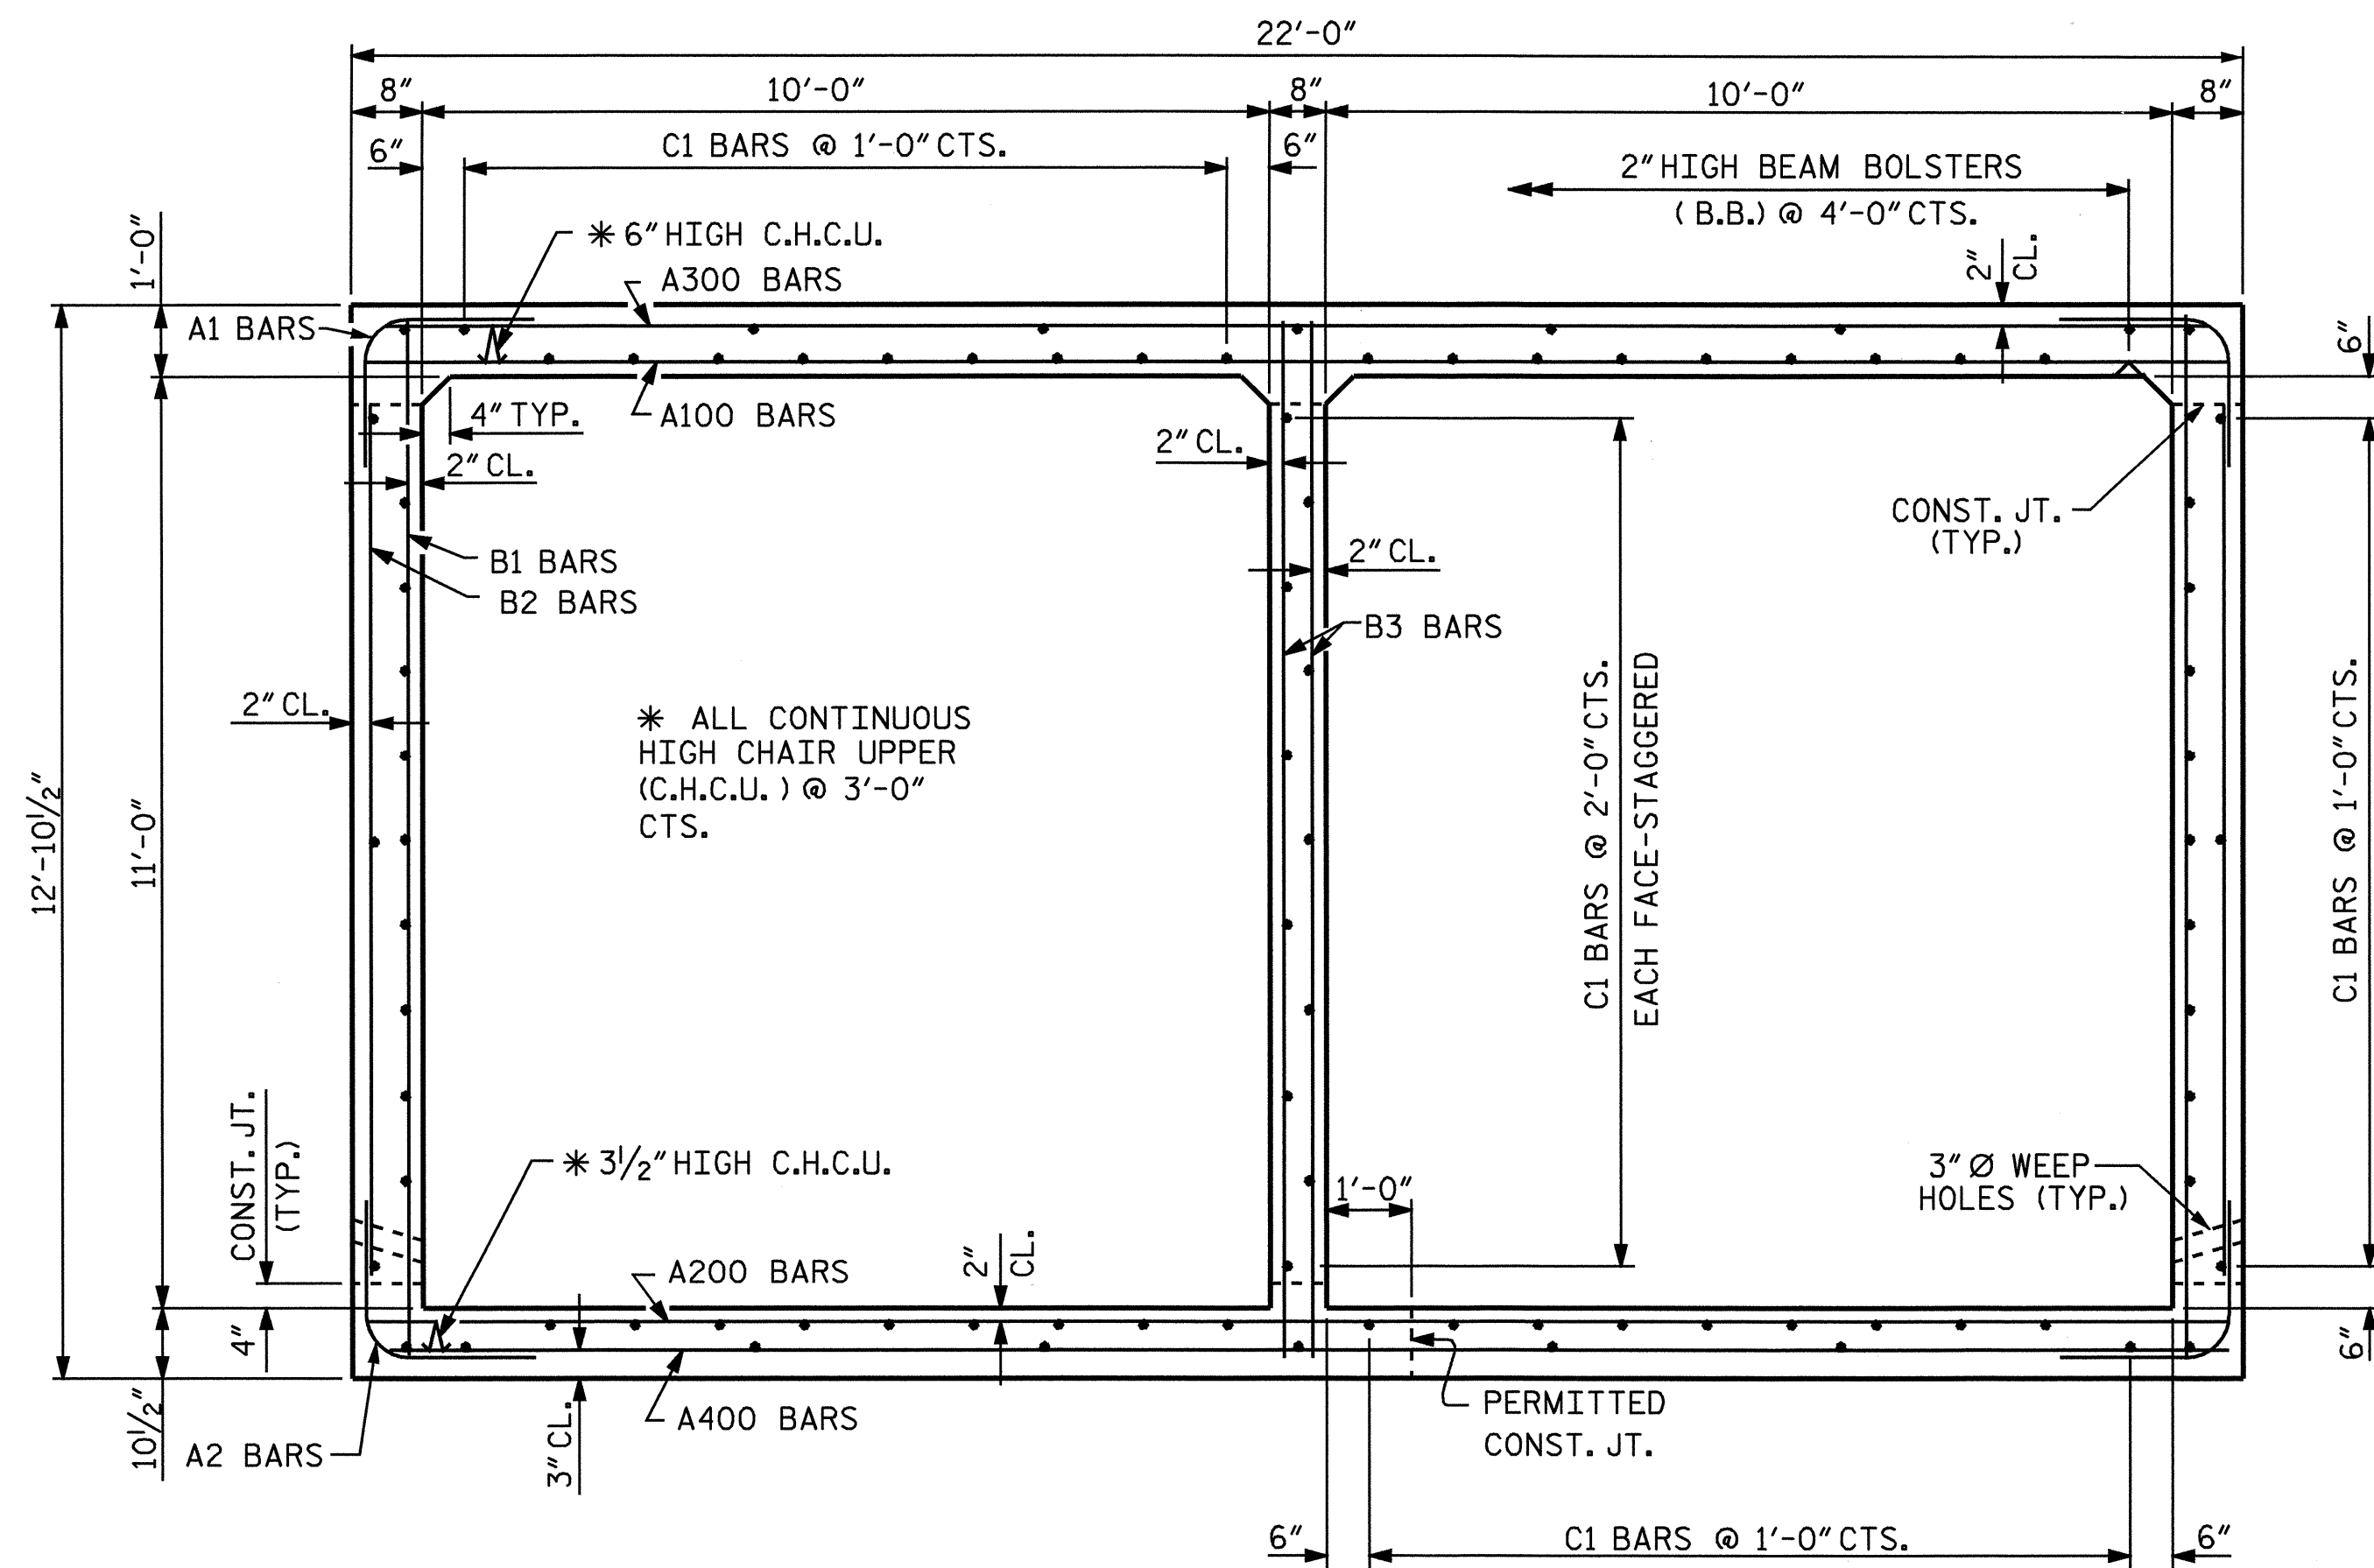 22'-0"
8"
10'-0"
8"
10'-0"
8"
6"
C1 BARS @ 1'-0" CTS.
6"
2" HIGH BEAM BOLSTERS
( B.B.) @ 4'-0" CTS.
1'-0"
✳ 6" HIGH C.H.C.U.
A300 BARS
2"
CL.
A1 BARS
6"
A100 BARS
4" TYP.
2" CL.
2" CL.
CONST. JT.
(TYP.)
B1 BARS
B2 BARS
2" CL.
B3 BARS
2" CL.
✳ ALL CONTINUOUS
HIGH CHAIR UPPER
(C.H.C.U. ) @ 3'-0"
CTS.
12'-10½"
11'-0"
C1 BARS @ 2'-0" CTS.
EACH FACE-STAGGERED
C1 BARS @ 1'-0" CTS.
CONST. JT.
(TYP.)
✳ 3½" HIGH C.H.C.U.
1'-0"
3" Ø WEEP
HOLES (TYP.)
A200 BARS
2"
CL.
4"
6"
10½"
A2 BARS
3" CL.
A400 BARS
PERMITTED
CONST. JT.
6"
C1 BARS @ 1'-0" CTS.
6"